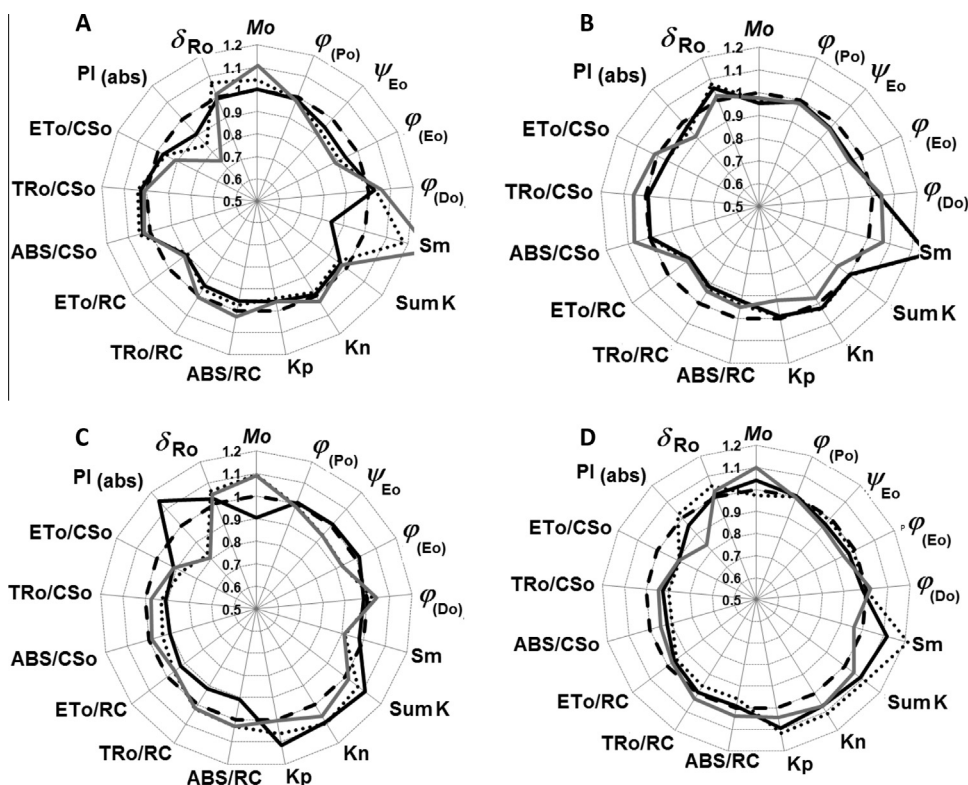 A
Mo
φ(Po)
ψEo
φ(Eo)
φ(Do)
Sm
Sum K
Kn
Kp
ABS/RC
TRo/RC
ETo/RC
ABS/CSo
TRo/CSo
ETo/CSo
PI (abs)
δRo
1.2
1.1
1
0.9
0.8
0.7
0.6
0.5
B
Mo
φ(Po)
ψEo
φ(Eo)
φ(Do)
Sm
Sum K
Kn
Kp
ABS/RC
TRo/RC
ETo/RC
ABS/CSo
TRo/CSo
ETo/CSo
PI (abs)
δRo
1.2
1.1
1
0.9
0.8
0.7
0.6
0.5
C
Mo
φ(Po)
ψEo
φ(Eo)
φ(Do)
Sm
Sum K
Kn
Kp
ABS/RC
TRo/RC
ETo/RC
ABS/CSo
TRo/CSo
ETo/CSo
PI (abs)
δRo
1.2
1.1
1
0.9
0.8
0.7
0.6
0.5
D
Mo
φ(Po)
ψEo
φ(Eo)
φ(Do)
Sm
Sum K
Kn
Kp
ABS/RC
TRo/RC
ETo/RC
ABS/CSo
TRo/CSo
ETo/CSo
PI (abs)
δRo
1.2
1.1
1
0.9
0.8
0.7
0.6
0.5